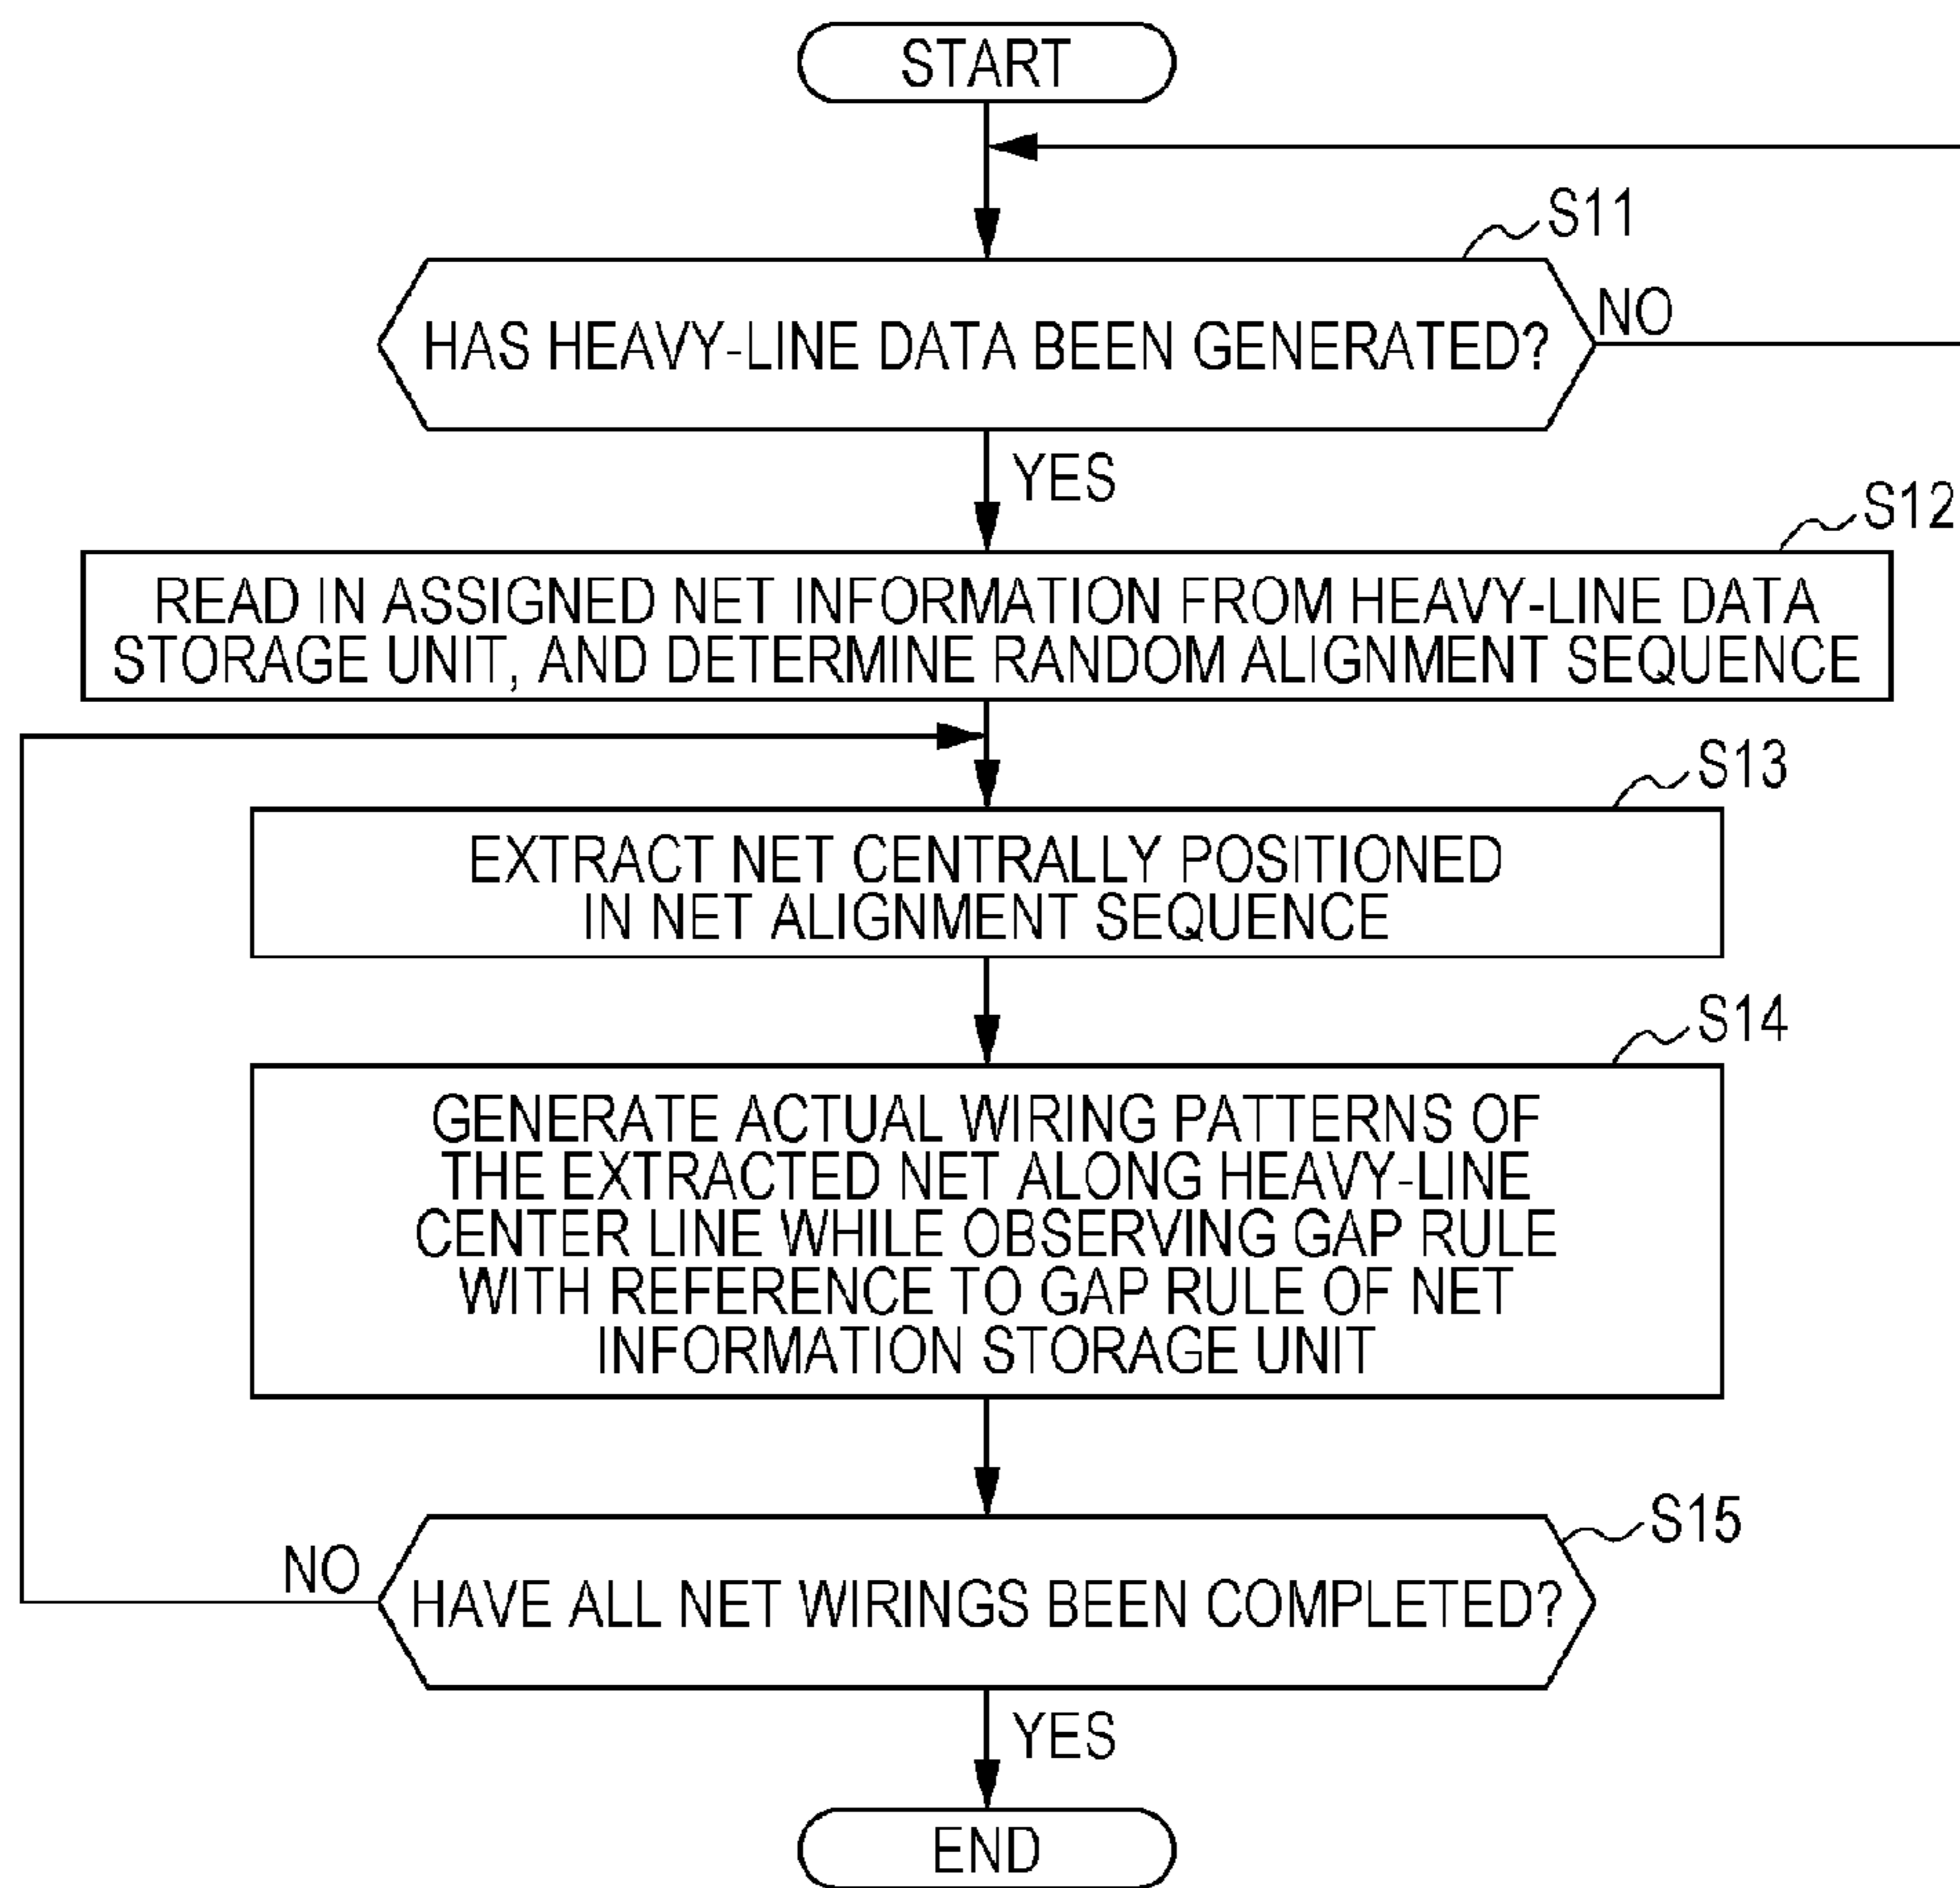 START
S11
HAS HEAVY-LINE DATA BEEN GENERATED?
NO
YES
S12
READ IN ASSIGNED NET INFORMATION FROM HEAVY-LINE DATA
STORAGE UNIT, AND DETERMINE RANDOM ALIGNMENT SEQUENCE
S13
EXTRACT NET CENTRALLY POSITIONED
IN NET ALIGNMENT SEQUENCE
S14
GENERATE ACTUAL WIRING PATTERNS OF
THE EXTRACTED NET ALONG HEAVY-LINE
CENTER LINE WHILE OBSERVING GAP RULE
WITH REFERENCE TO GAP RULE OF NET
INFORMATION STORAGE UNIT
S15
NO
HAVE ALL NET WIRINGS BEEN COMPLETED?
YES
END